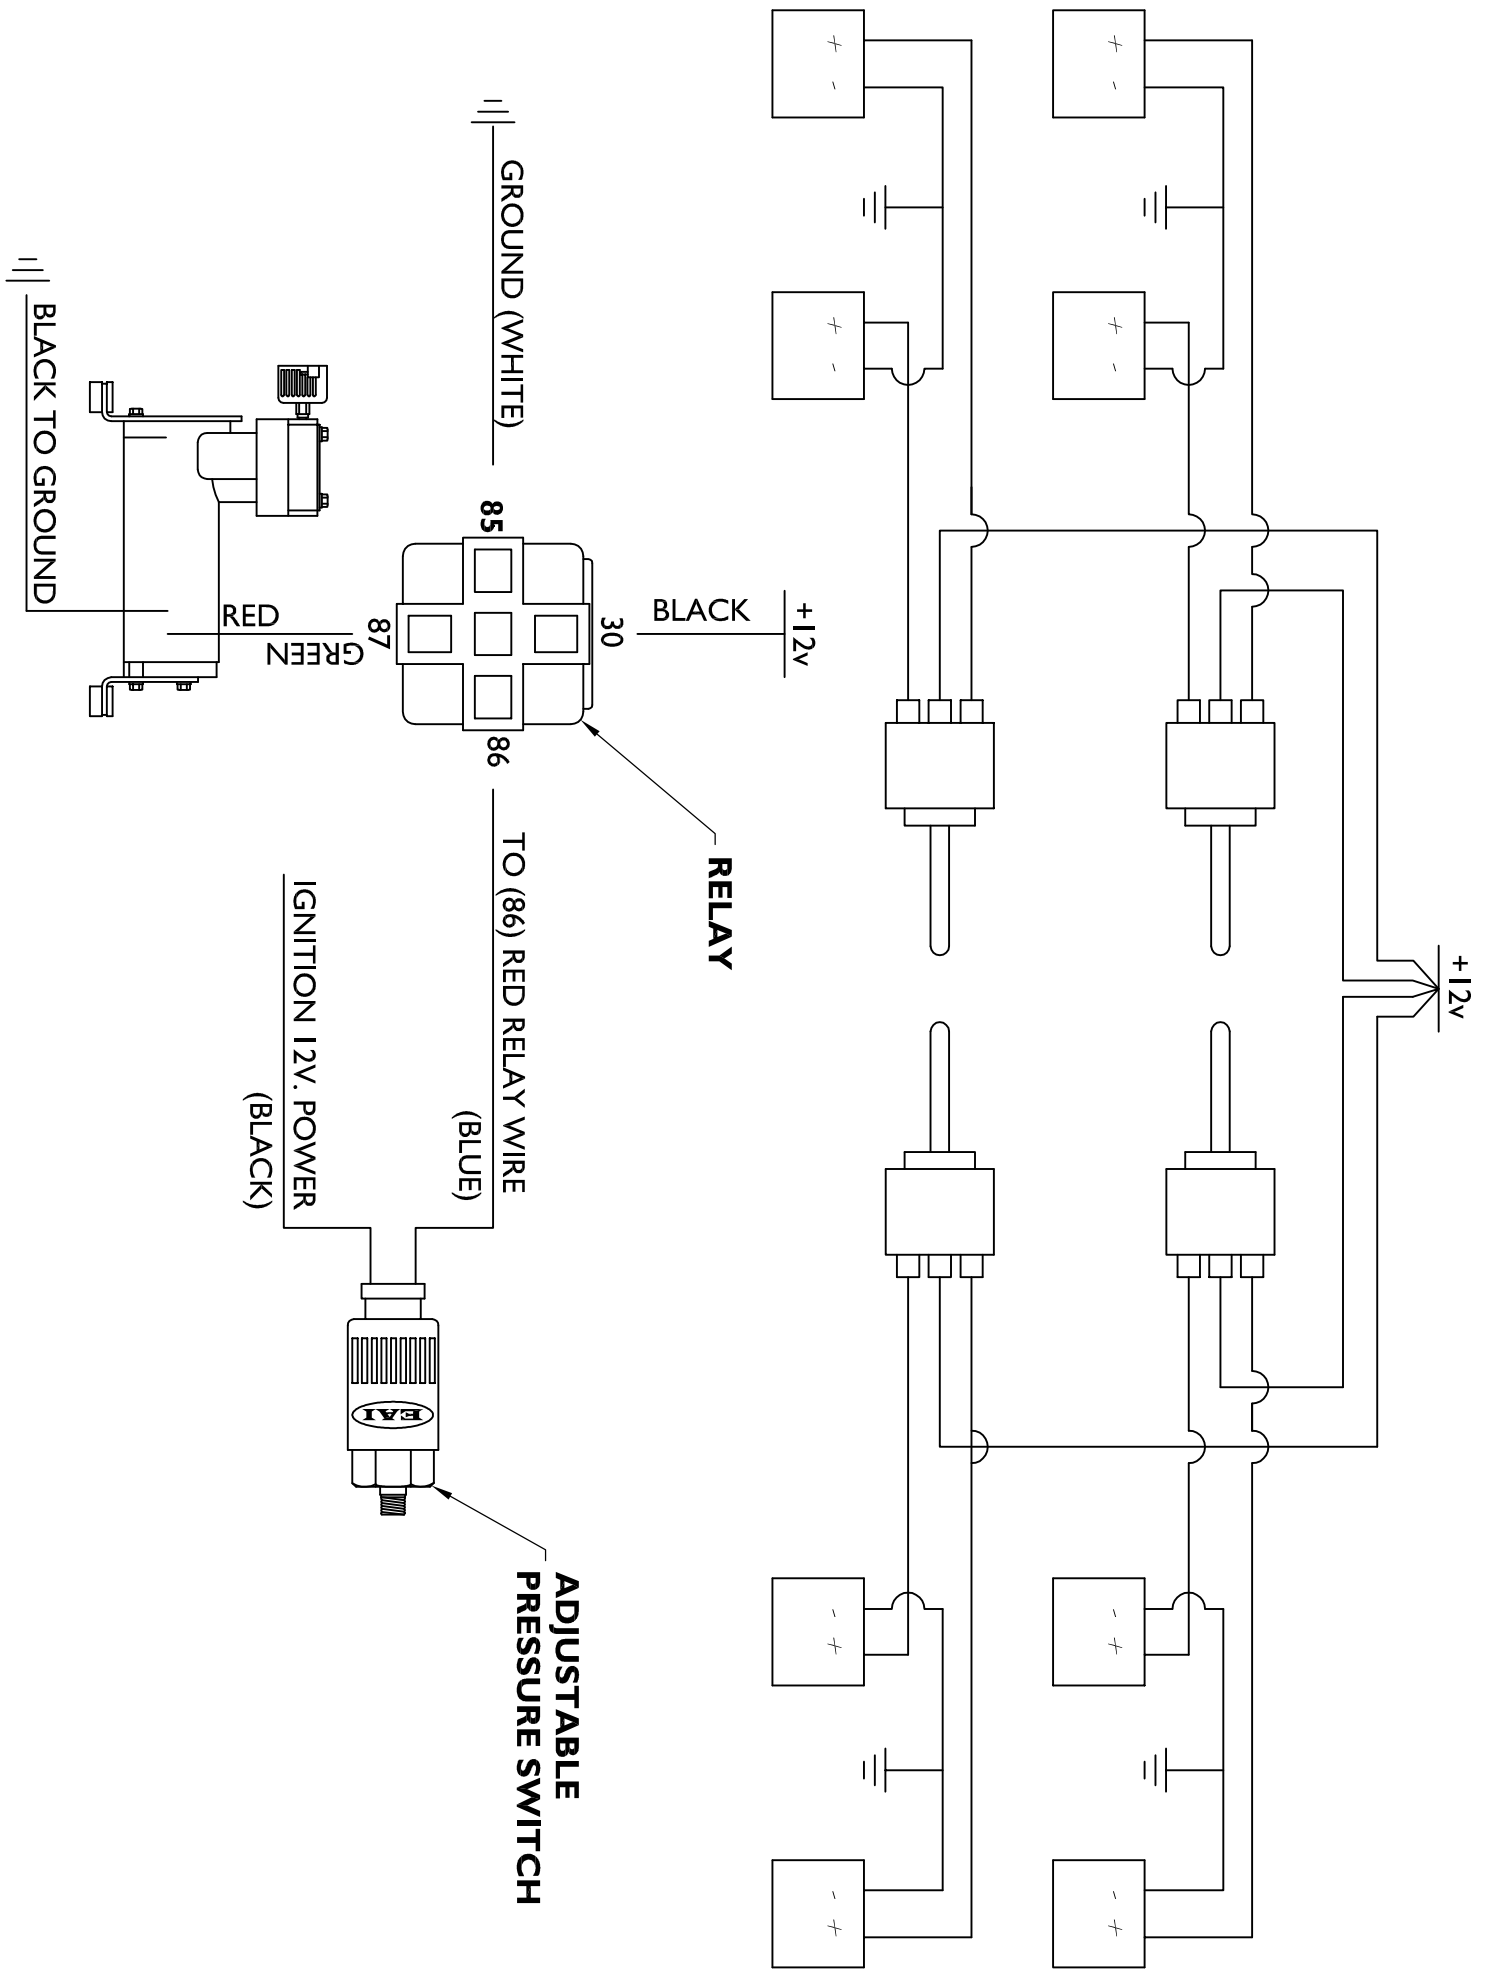 +12v
+ -
+ -
- +
- +
+ -
+ -
- +
- +
+12v
BLACK
30
85
87
86
GROUND (WHITE)
RED
GREEN
BLACK TO GROUND
RELAY
TO (86) RED RELAY WIRE
(BLUE)
IGNITION 12V. POWER
(BLACK)
EAI
ADJUSTABLE
PRESSURE SWITCH